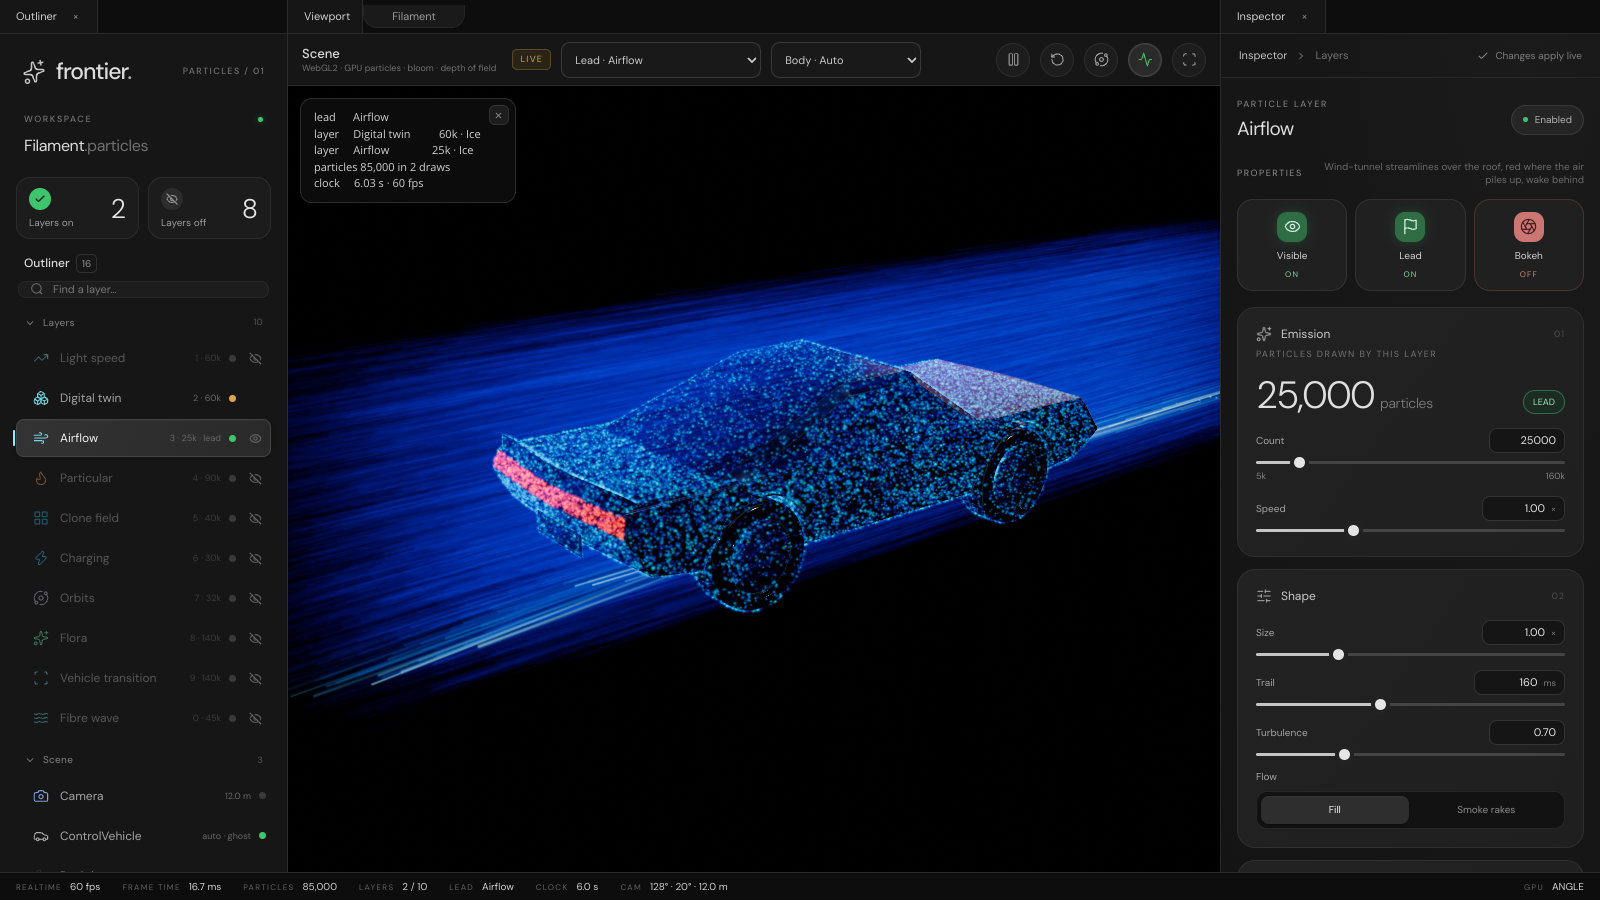 Outliner ×
Viewport
Filament
Inspector ×
frontier.
PARTICLES / 01
WORKSPACE
Filament.particles
2
Layers on
8
Layers off
Outliner 16
Find a layer...
Layers 10
Light speed 1 · 60k
Digital twin 2 · 60k
Airflow 3 · 25k · lead
Particular 4 · 90k
Clone field 5 · 40k
Charging 6 · 30k
Orbits 7 · 32k
Flora 8 · 140k
Vehicle transition 9 · 140k
Fibre wave 0 · 45k
Scene 3
Camera 12.0 m
ControlVehicle auto · ghost
Scene
WebGL2 · GPU particles · bloom · depth of field
LIVE
Lead · Airflow
Body · Auto
lead Airflow
layer Digital twin 60k · Ice
layer Airflow 25k · Ice
particles 85,000 in 2 draws
clock 6.03 s · 60 fps
Inspector > Layers
Changes apply live
PARTICLE LAYER
Airflow
Enabled
PROPERTIES
Wind-tunnel streamlines over the roof, red where the air
piles up, wake behind
Visible
ON
Lead
ON
Bokeh
OFF
Emission 01
PARTICLES DRAWN BY THIS LAYER
25,000 particles
LEAD
Count 25000
5k 160k
Speed 1.00 ×
Shape 02
Size 1.00 ×
Trail 160 ms
Turbulence 0.70
Flow
Fill
Smoke rakes
REALTIME 60 fps
FRAME TIME 16.7 ms
PARTICLES 85,000
LAYERS 2 / 10
LEAD Airflow
CLOCK 6.0 s
CAM 128° · 20° · 12.0 m
GPU ANGLE